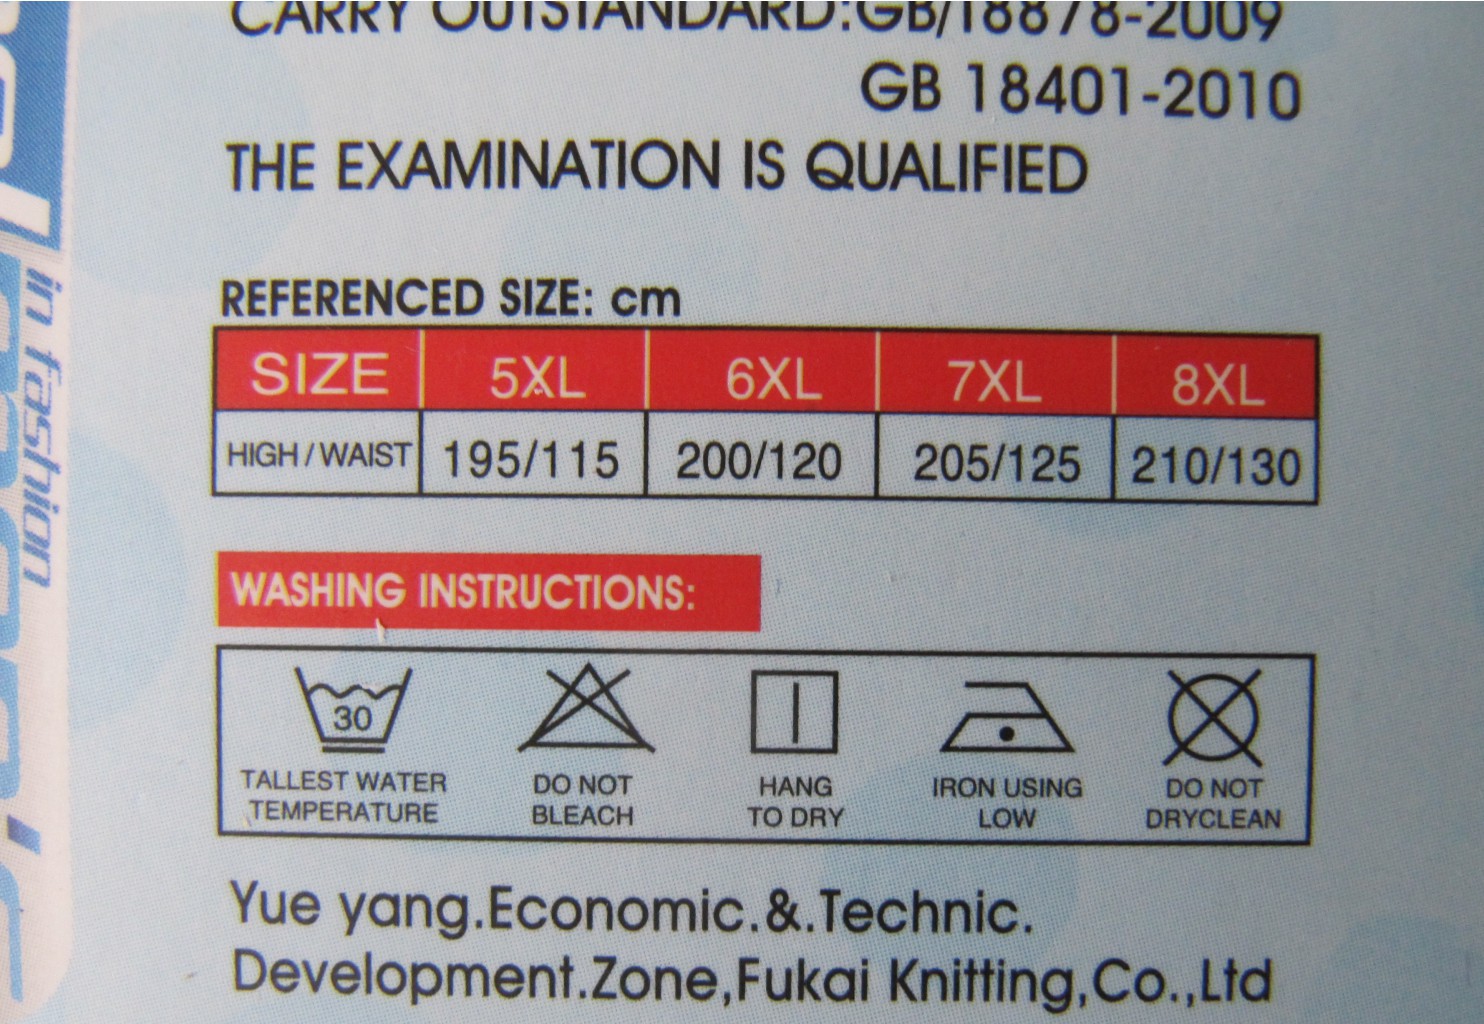 CARRY OUTSTANDARD:GB/T8878-2009
GB 18401-2010
THE EXAMINATION IS QUALIFIED
REFERENCED SIZE: cm
SIZE 5XL 6XL 7XL 8XL
HIGH/WAIST 195/115 200/120 205/125 210/130
WASHING INSTRUCTIONS:
30
TALLEST WATER TEMPERATURE
DO NOT BLEACH
HANG TO DRY
IRON USING LOW
DO NOT DRYCLEAN
Yue yang.Economic.&.Technic.
Development.Zone,Fukai Knitting,Co.,Ltd
in fashion